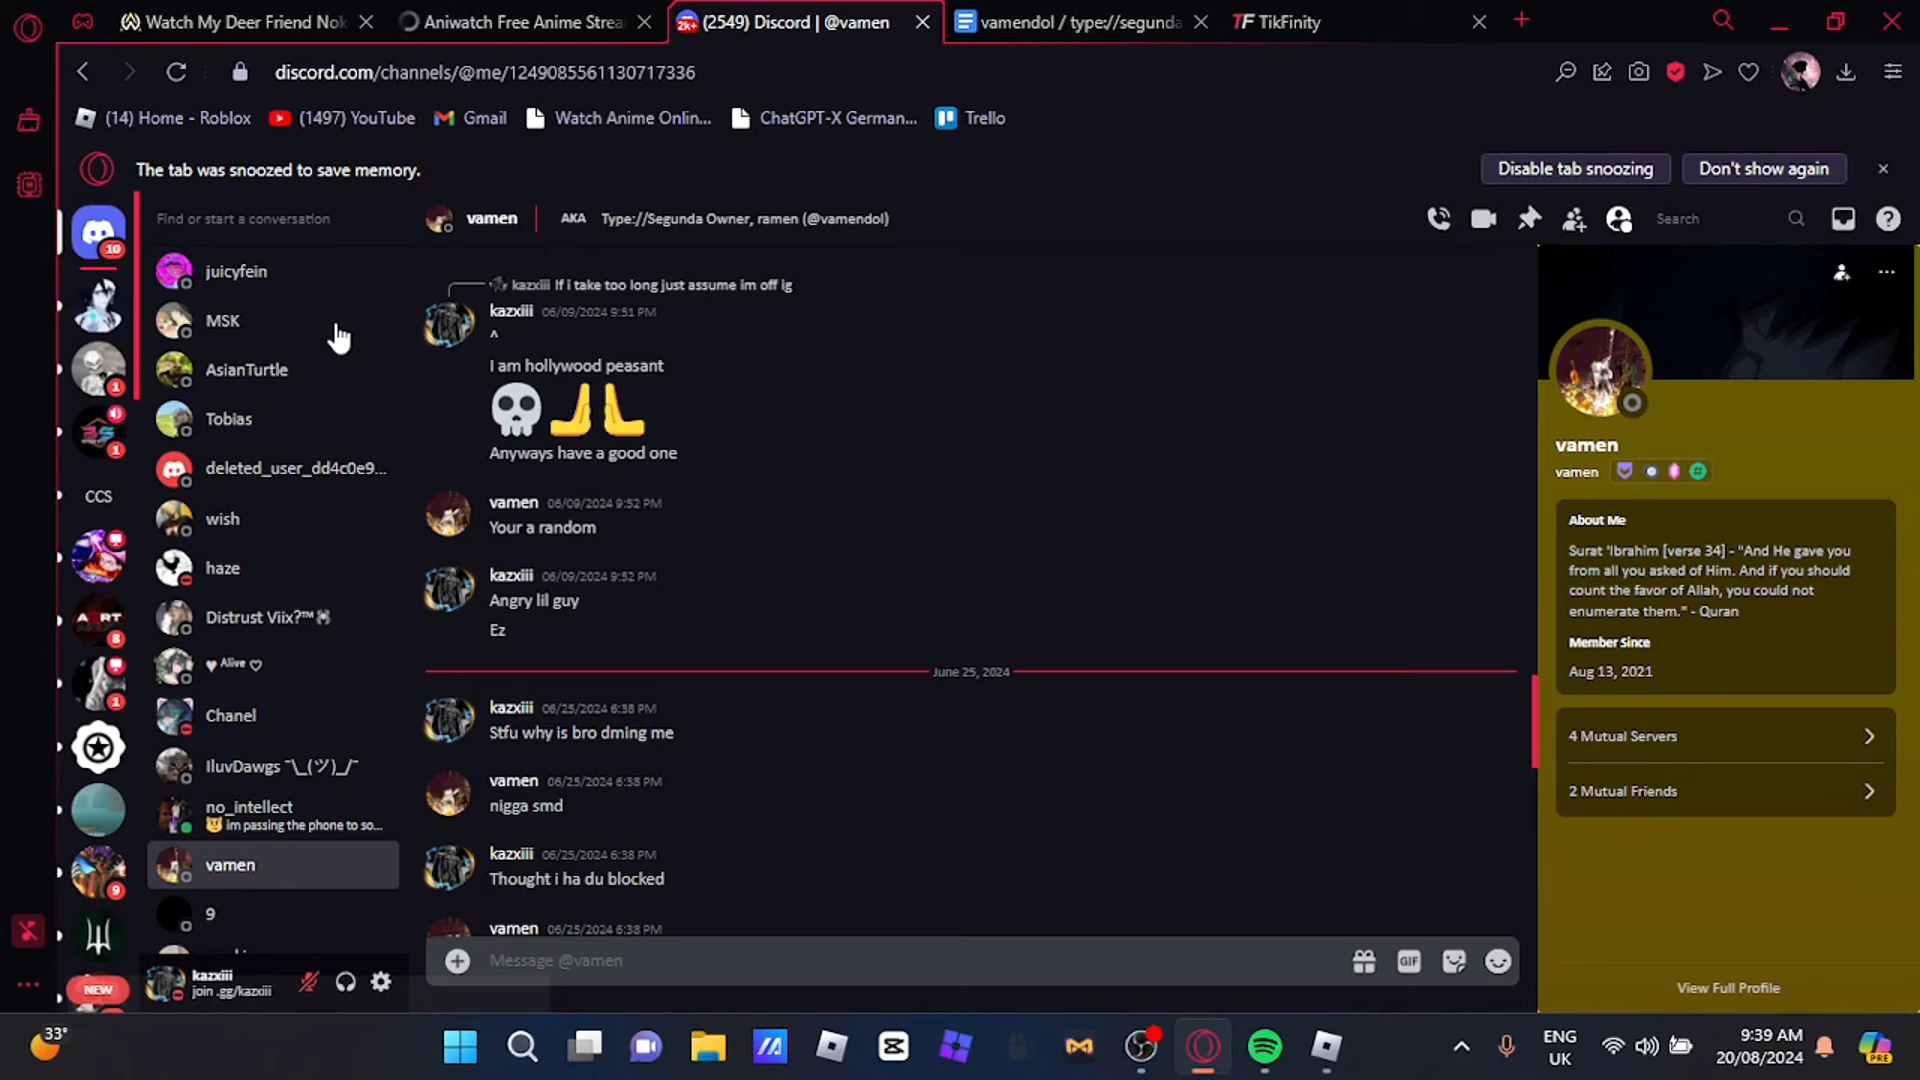 Watch My Deer Friend Nok
Aniwatch Free Anime Strea
(2549) Discord | @vamen
vamendol / type://segunda
TikFinity
discord.com/channels/@me/1249085561130717336
(14) Home - Roblox
(1497) YouTube
Gmail
Watch Anime Onlin...
ChatGPT-X German...
Trello
The tab was snoozed to save memory.
Disable tab snoozing
Don't show again
Find or start a conversation
vamen
AKA Type://Segunda Owner, ramen (@vamendol)
Search
10
1
1
CCS
8
1
9
NEW
juicyfein
MSK
AsianTurtle
Tobias
deleted_user_dd4c0e9...
wish
haze
Distrust Viix?™🕷
♥ Alive ♡
Chanel
IluvDawgs ¯\_(ツ)_/¯
no_intellect
😼 im passing the phone to so...
vamen
9
kazxiii
join .gg/kazxiii
kazxiii If i take too long just assume im off ig
kazxiii 06/09/2024 9:51 PM
^
I am hollywood peasant
Anyways have a good one
vamen 06/09/2024 9:52 PM
Your a random
kazxiii 06/09/2024 9:52 PM
Angry lil guy
Ez
June 25, 2024
kazxiii 06/25/2024 6:38 PM
Stfu why is bro dming me
vamen 06/25/2024 6:38 PM
nigga smd
kazxiii 06/25/2024 6:38 PM
Thought i ha du blocked
vamen 06/25/2024 6:38 PM
Message @vamen
GIF
vamen
vamen
About Me
Surat 'Ibrahim [verse 34] - "And He gave you
from all you asked of Him. And if you should
count the favor of Allah, you could not
enumerate them." - Quran
Member Since
Aug 13, 2021
4 Mutual Servers
2 Mutual Friends
View Full Profile
33°
ENG
UK
9:39 AM
20/08/2024
PRE